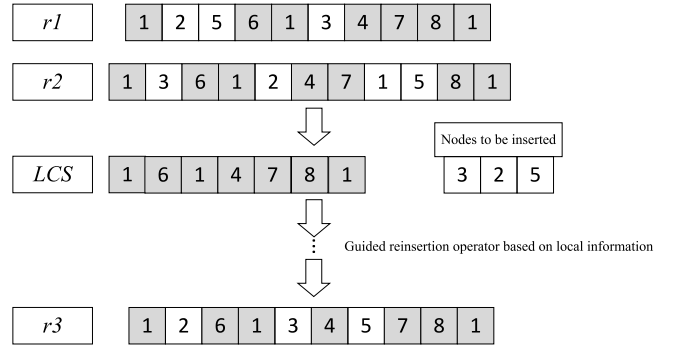 r1 1 2 5 6 1 3 4 7 8 1
r2 1 3 6 1 2 4 7 1 5 8 1
Nodes to be inserted
LCS 1 6 1 4 7 8 1 3 2 5
Guided reinsertion operator based on local information
r3 1 2 6 1 3 4 5 7 8 1